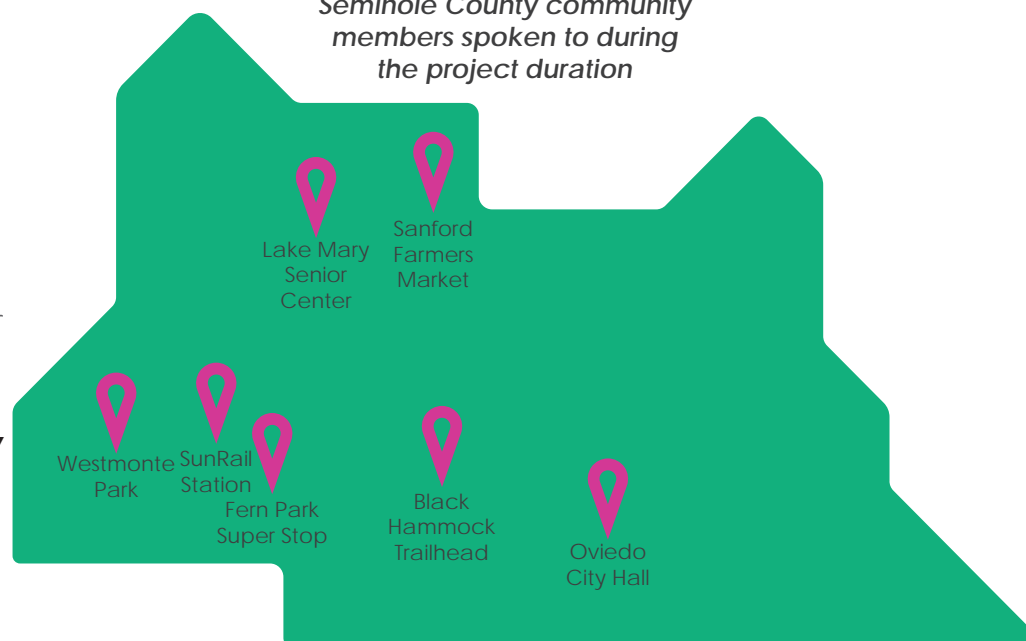 Seminole County community
members spoken to during
the project duration
Lake Mary
Senior
Center
Sanford
Farmers
Market
Westmonte
Park
SunRail
Station
Fern Park
Super Stop
Black
Hammock
Trailhead
Oviedo
City Hall